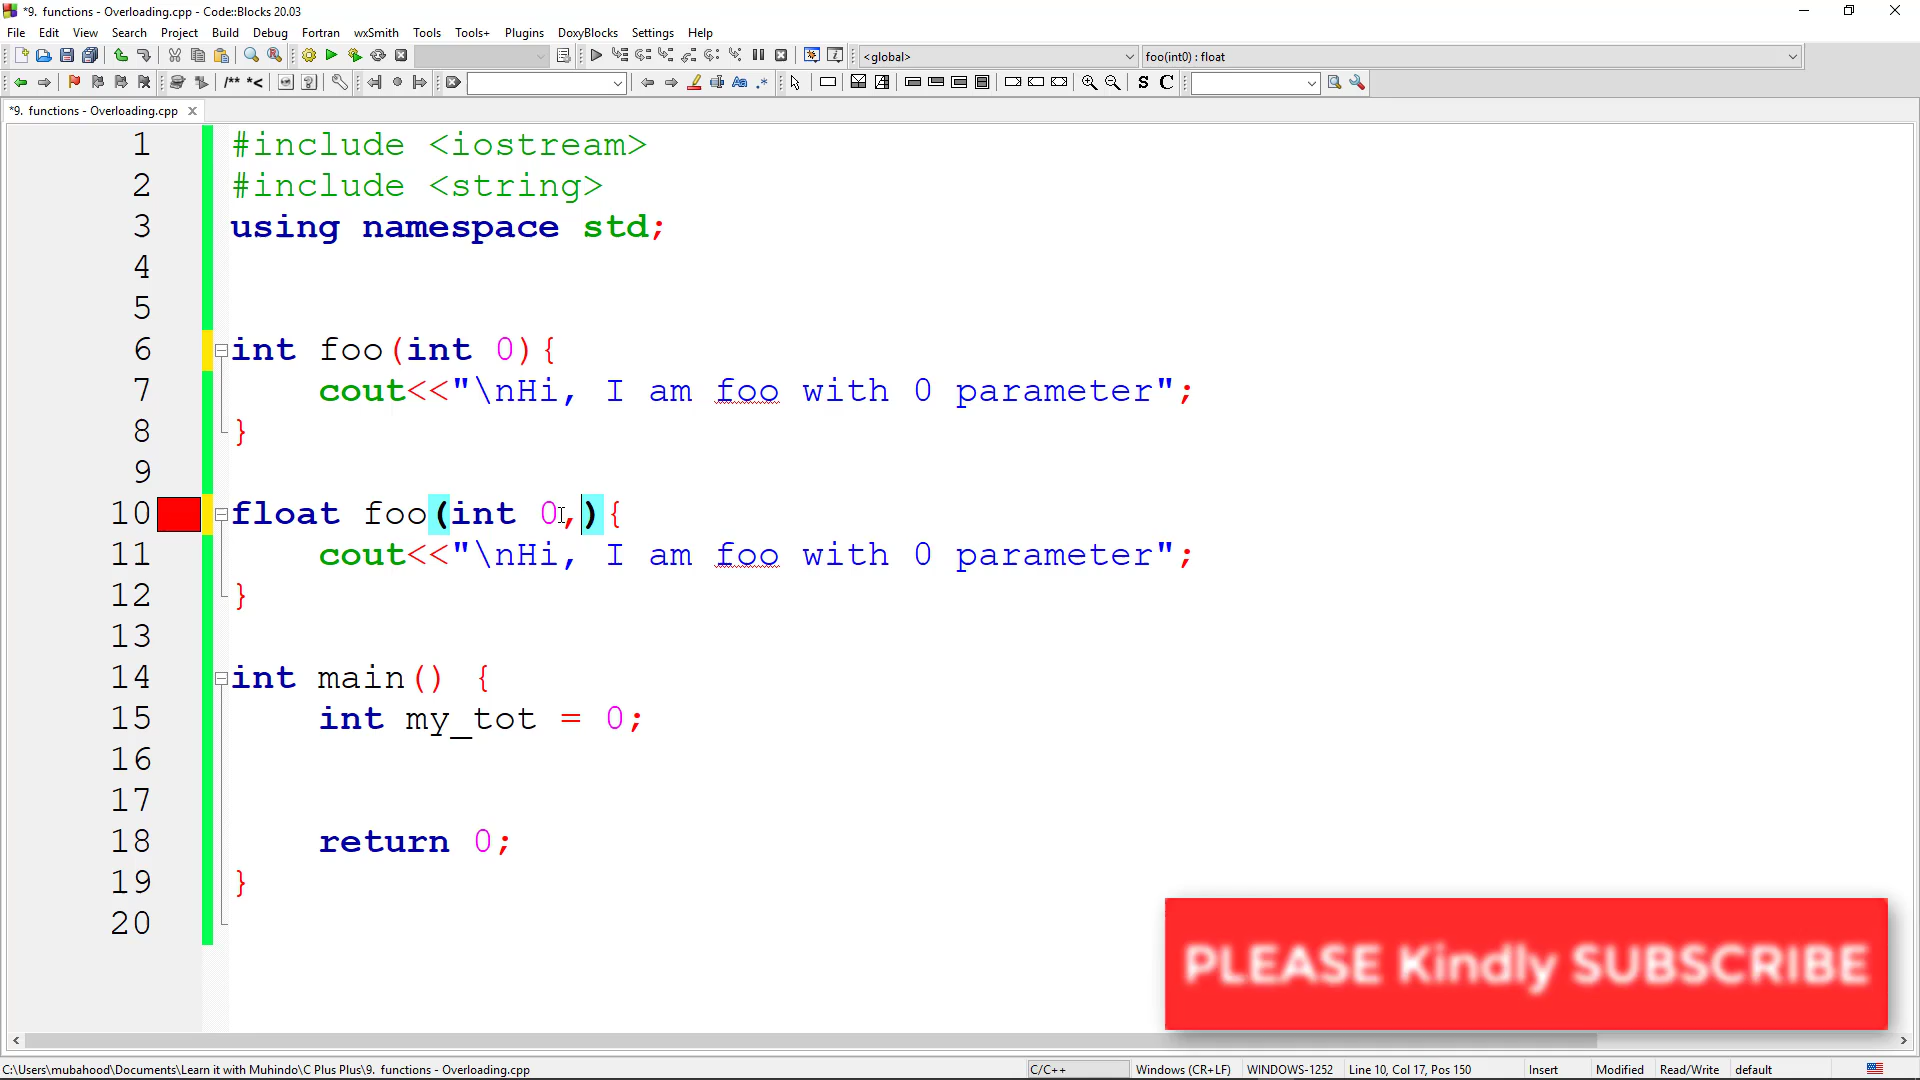 *9. functions - Overloading.cpp - Code::Blocks 20.03
File Edit View Search Project Build Debug Fortran wxSmith Tools Tools+ Plugins DoxyBlocks Settings Help
<global> foo(int0) : float
/** *< Aa .* S C
*9. functions - Overloading.cpp
1 #include <iostream>
2 #include <string>
3 using namespace std;
4
5
6 int foo(int 0){
7 cout<<"\nHi, I am foo with 0 parameter";
8 }
9
10 float foo(int 0,){
11 cout<<"\nHi, I am foo with 0 parameter";
12 }
13
14 int main() {
15 int my_tot = 0;
16
17
18 return 0;
19 }
20
PLEASE Kindly SUBSCRIBE
C:\Users\mubahood\Documents\Learn it with Muhindo\C Plus Plus\9. functions - Overloading.cpp C/C++ Windows (CR+LF) WINDOWS-1252 Line 10, Col 17, Pos 150 Insert Modified Read/Write default